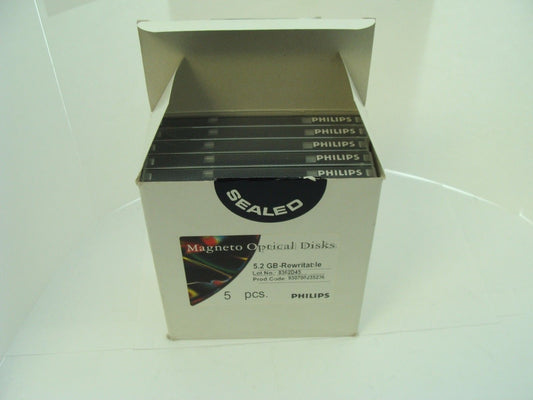 PHILIPS
PHILIPS
PHILIPS
PHILIPS
PHILIPS
SEALED
Magneto Optical Disks
5.2 GB-Rewritable
Lot No.:
Prod Code:
5 pcs.
PHILIPS